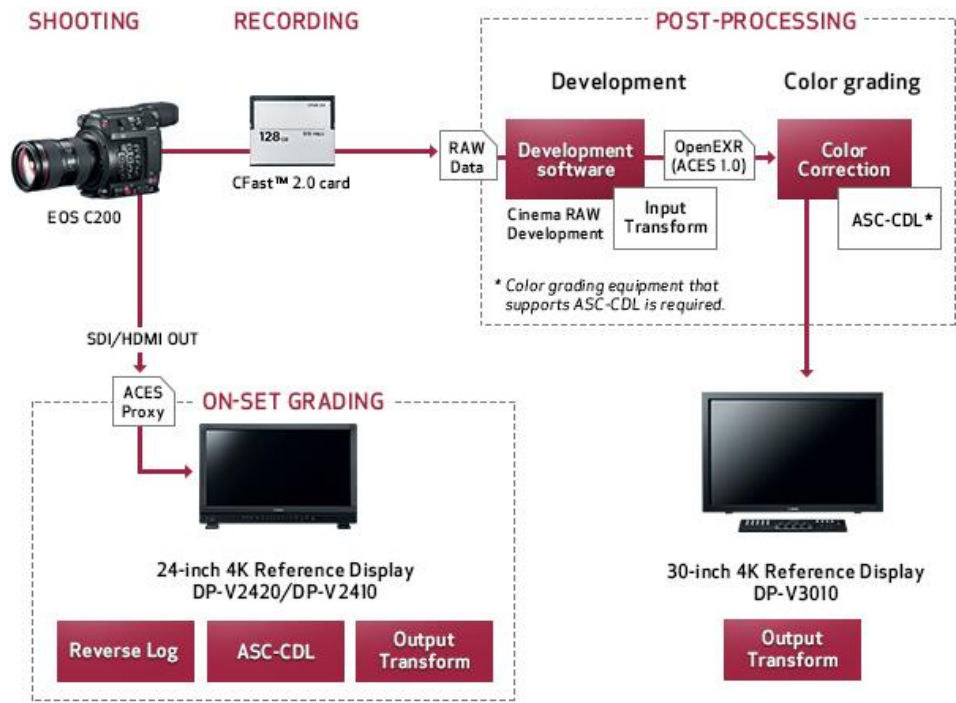 SHOOTING
RECORDING
POST-PROCESSING
Development
Color grading
128GB
CFast™ 2.0 card
EOS C200
RAW
Data
Development
software
OpenEXR
(ACES 1.0)
Color
Correction
Cinema RAW
Development
Input
Transform
ASC-CDL*
* Color grading equipment that
supports ASC-CDL is required.
SDI/HDMI OUT
ACES
Proxy
ON-SET GRADING
24-inch 4K Reference Display
DP-V2420/DP-V2410
Reverse Log
ASC-CDL
Output
Transform
30-inch 4K Reference Display
DP-V3010
Output
Transform